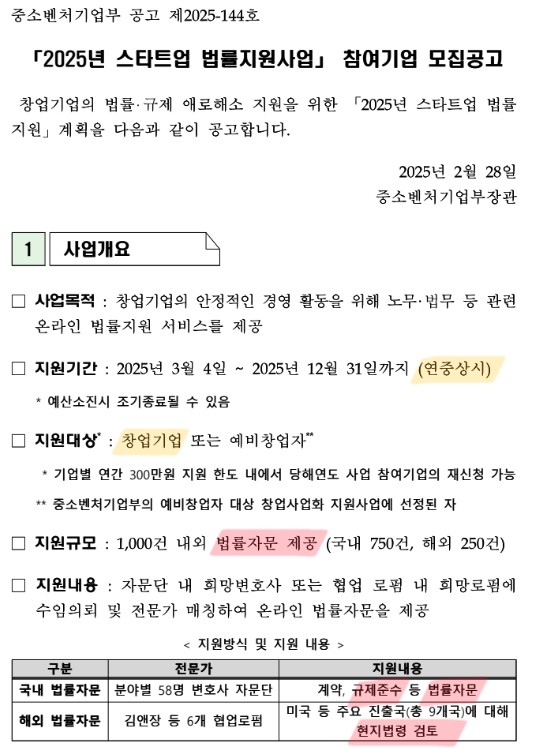 중소벤처기업부 공고 제2025-144호
「2025년 스타트업 법률지원사업」 참여기업 모집공고
창업기업의 법률·규제 애로해소 지원을 위한 「2025년 스타트업 법률
지원」계획을 다음과 같이 공고합니다.
2025년 2월 28일
중소벤처기업부장관
1 사업개요
□ 사업목적 : 창업기업의 안정적인 경영 활동을 위해 노무·법무 등 관련
온라인 법률지원 서비스를 제공
□ 지원기간 : 2025년 3월 4일 ~ 2025년 12월 31일까지 (연중상시)
* 예산소진시 조기종료될 수 있음
□ 지원대상* : 창업기업 또는 예비창업자**
* 기업별 연간 300만원 지원 한도 내에서 당해연도 사업 참여기업의 재신청 가능
** 중소벤처기업부의 예비창업자 대상 창업사업화 지원사업에 선정된 자
□ 지원규모 : 1,000건 내외 법률자문 제공 (국내 750건, 해외 250건)
□ 지원내용 : 자문단 내 희망변호사 또는 협업 로펌 내 희망로펌에
수임의뢰 및 전문가 매칭하여 온라인 법률자문을 제공
< 지원방식 및 지원 내용 >
구분 전문가 지원내용
국내 법률자문 분야별 58명 변호사 자문단 계약, 규제준수 등 법률자문
해외 법률자문 김앤장 등 6개 협업로펌 미국 등 주요 진출국(총 9개국)에 대해
현지법령 검토